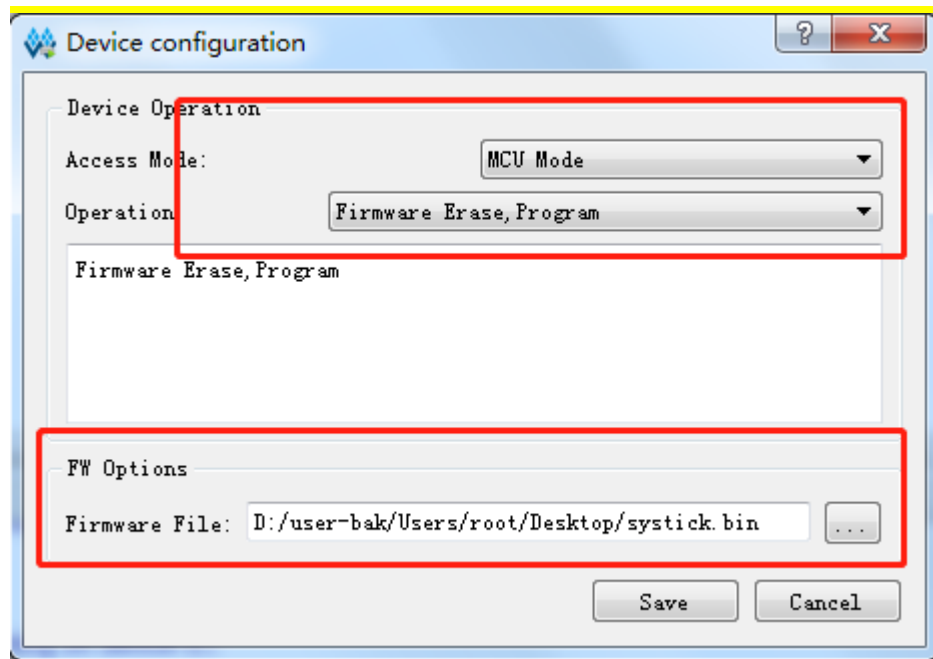 Device configuration
Device Operation
Access Mode: MCU Mode
Operation Firmware Erase,Program
Firmware Erase,Program
FW Options
Firmware File: D:/user-bak/Users/root/Desktop/systick.bin ...
Save Cancel